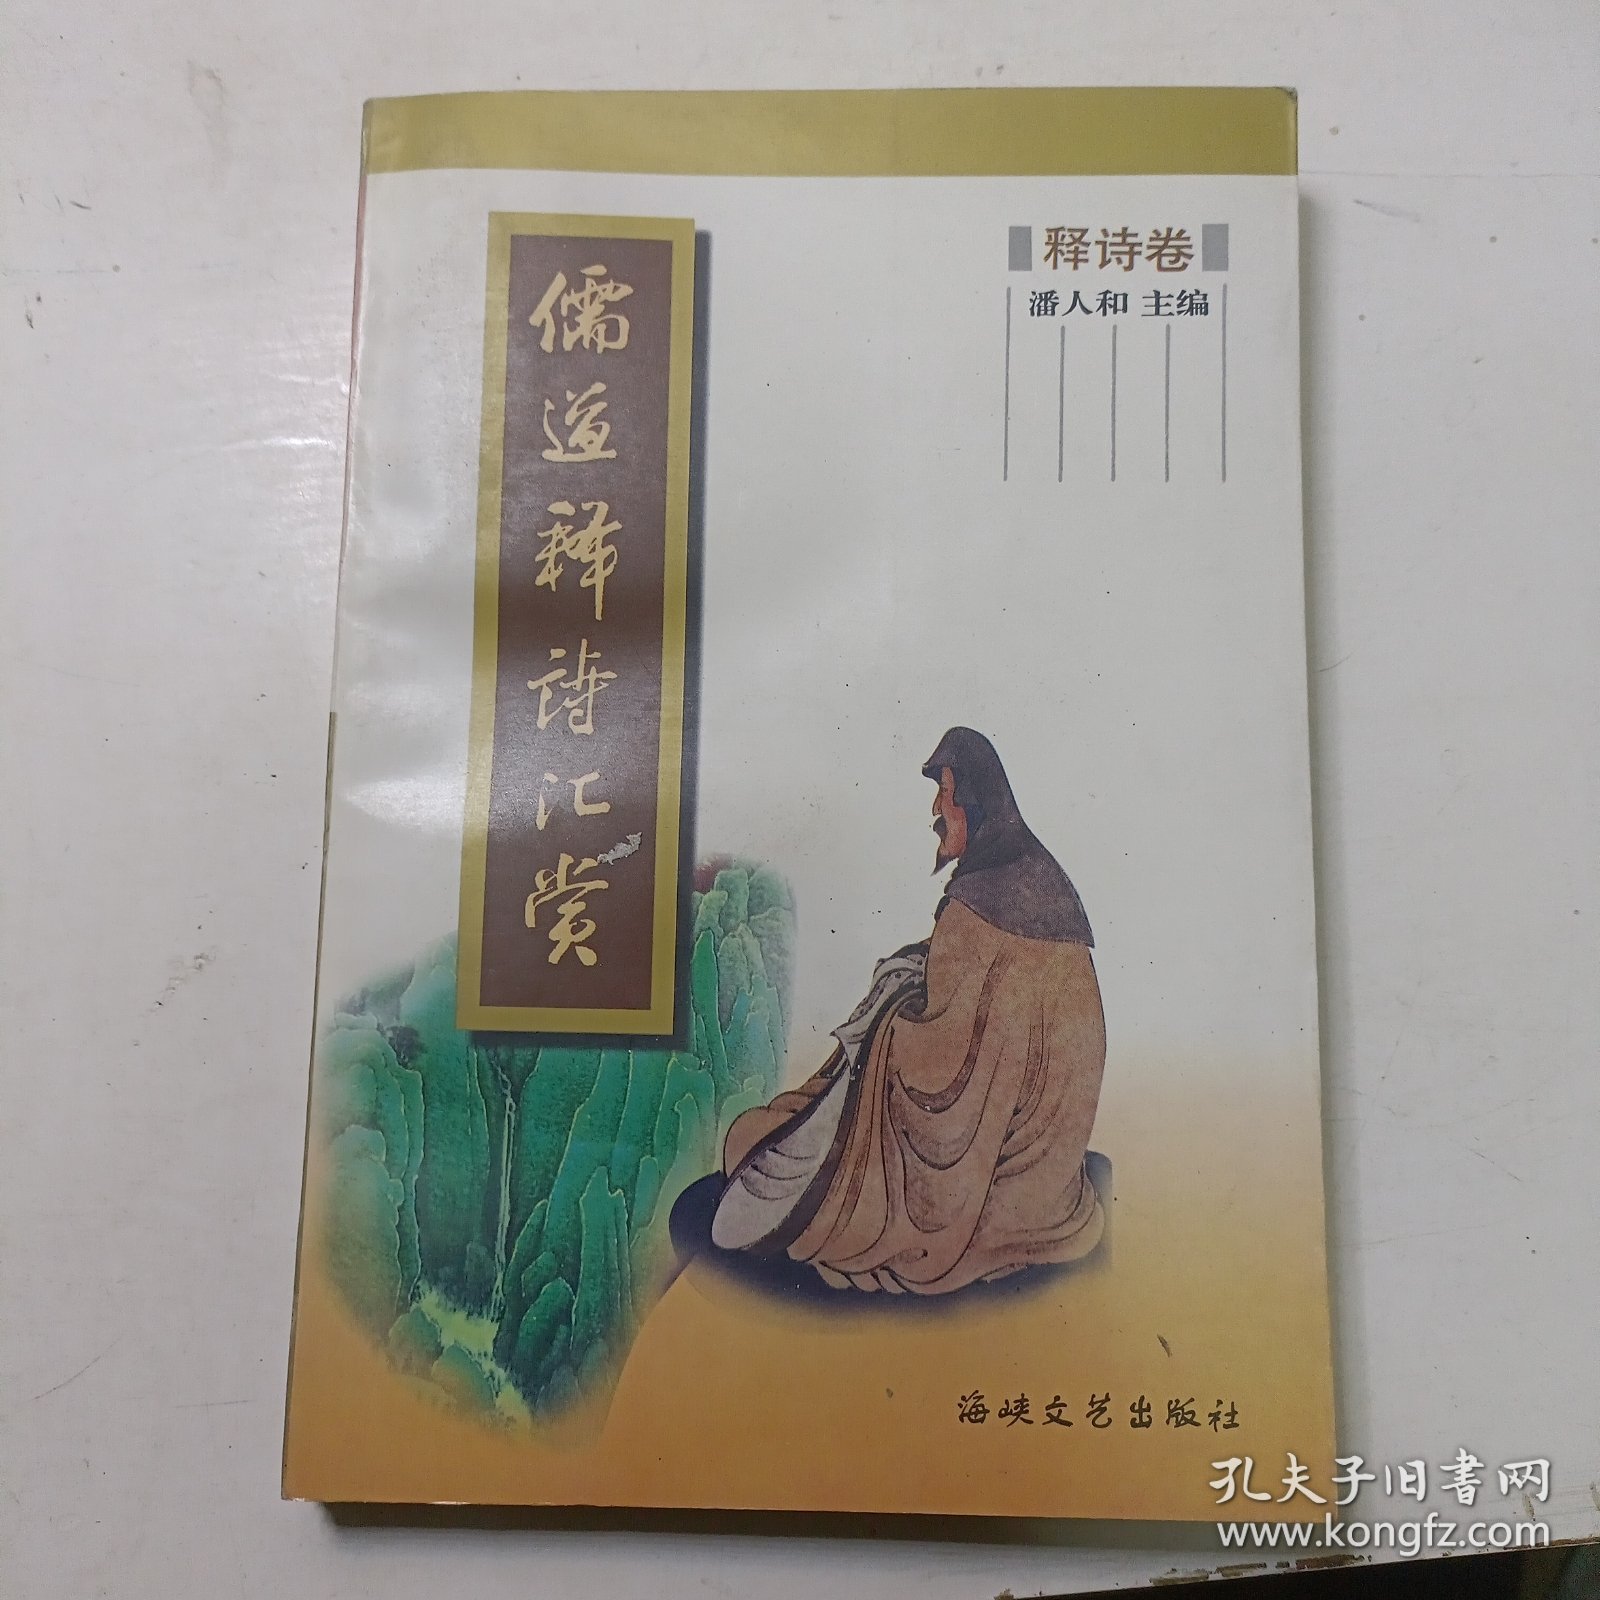 儒道释诗汇赏
释诗卷
潘人和 主编
海峡文艺出版社
孔夫子旧书网
www.kongfz.com